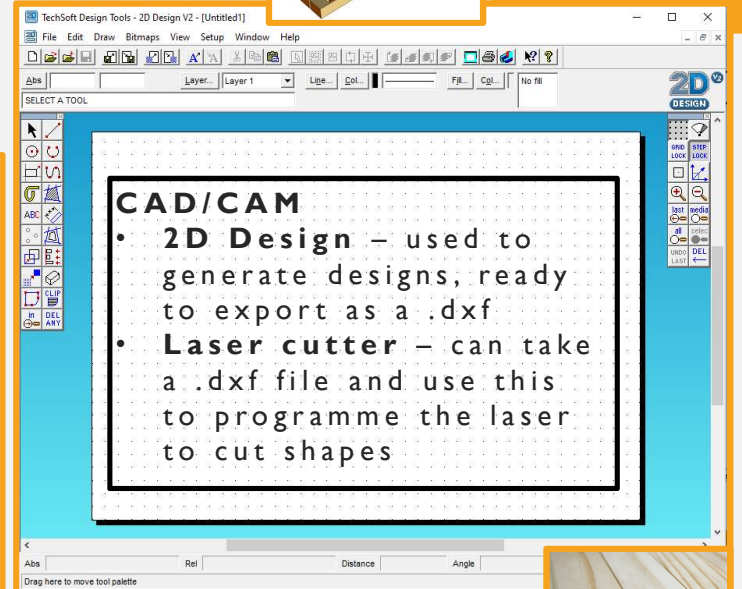 TechSoft Design Tools - 2D Design V2 - [Untitled1]
File Edit Draw Bitmaps View Setup Window Help
Abs Layer... Layer 1 Line... Col... Fill... Col... No fill
SELECT A TOOL
2D V2
DESIGN
GRID LOCK STEP LOCK
ABC
last media
all selec
UNDO LAST DEL
CLIP
in DEL ANY
CAD/CAM
• 2D Design – used to
generate designs, ready
to export as a .dxf
• Laser cutter – can take
a .dxf file and use this
to programme the laser
to cut shapes
Abs Rel Distance Angle
Drag here to move tool palette